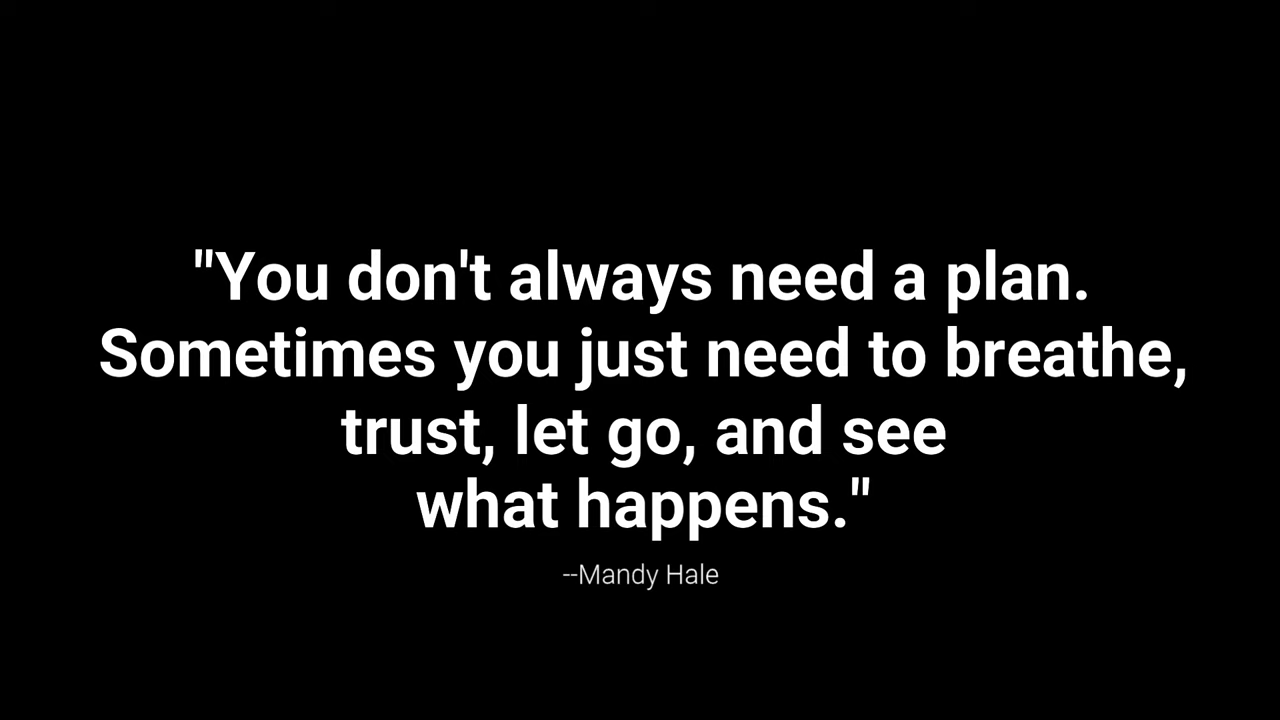 "You don't always need a plan.
Sometimes you just need to breathe,
trust, let go, and see
what happens."
--Mandy Hale